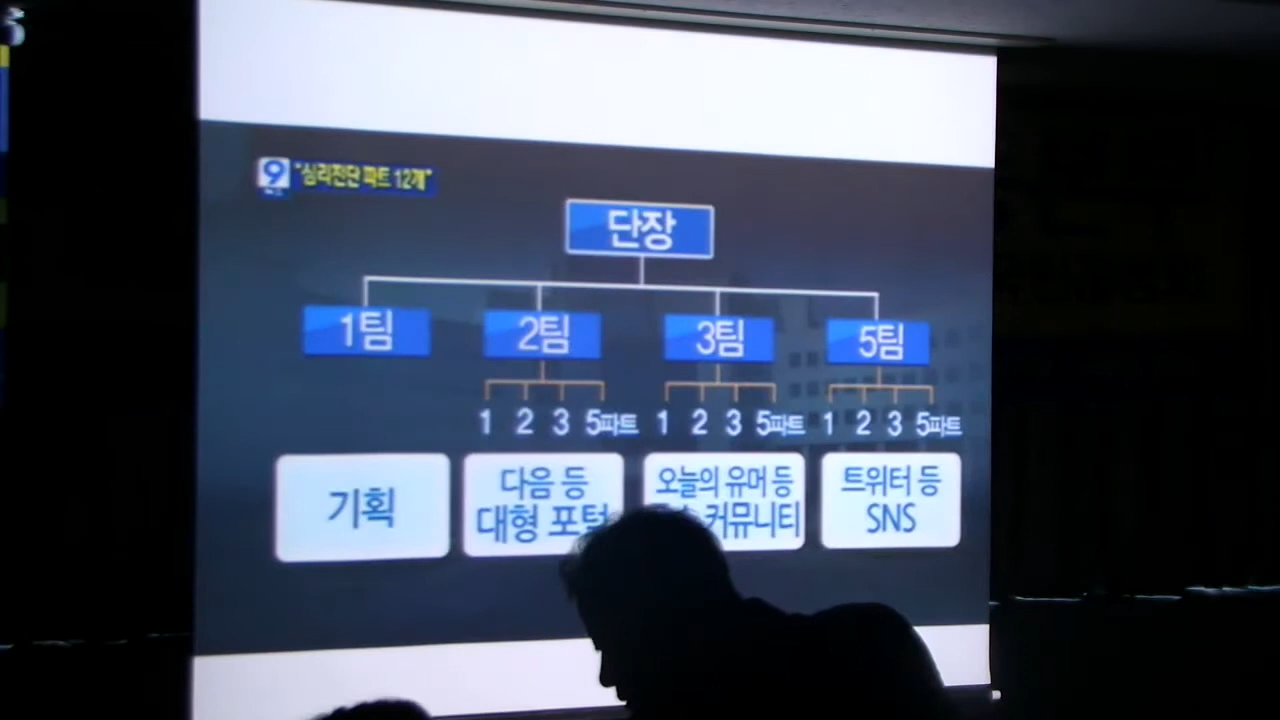 9 "심리전단 파트 12개"
단장
1팀 2팀 3팀 5팀
1 2 3 5파트 1 2 3 5파트 1 2 3 5파트
기획
다음 등
대형 포털
오늘의 유머 등
커뮤니티
트위터 등
SNS